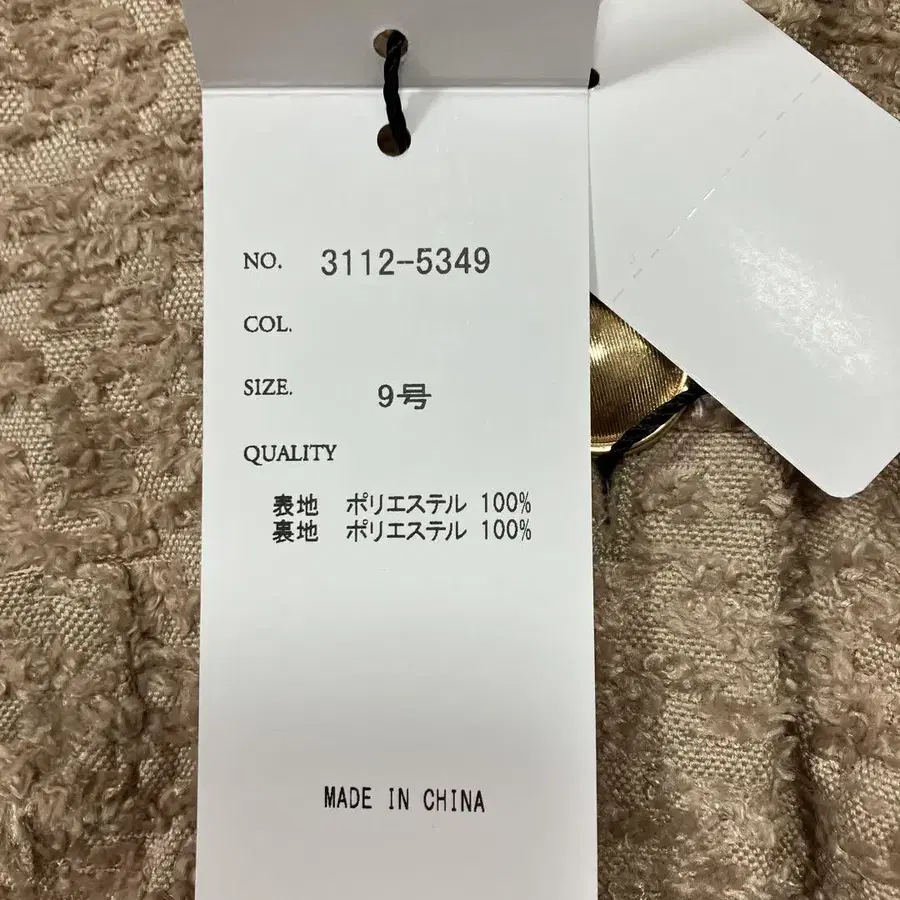 NO. 3112-5349
COL.
SIZE. 9号
QUALITY
表地 ポリエステル 100%
裏地 ポリエステル 100%
MADE IN CHINA